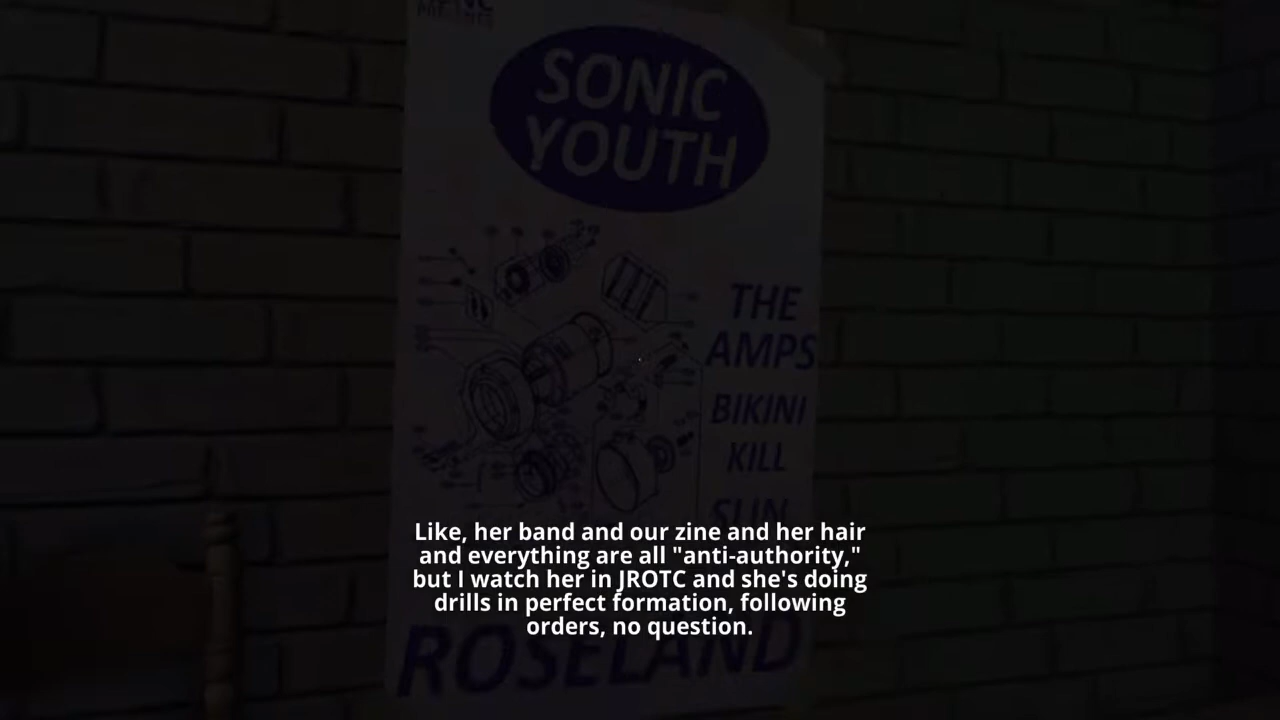 SONIC
YOUTH
THE
AMPS
BIKINI
KILL
Like, her band and our zine and her hair
and everything are all "anti-authority,"
but I watch her in JROTC and she's doing
drills in perfect formation, following
orders, no question.
ROSELAND